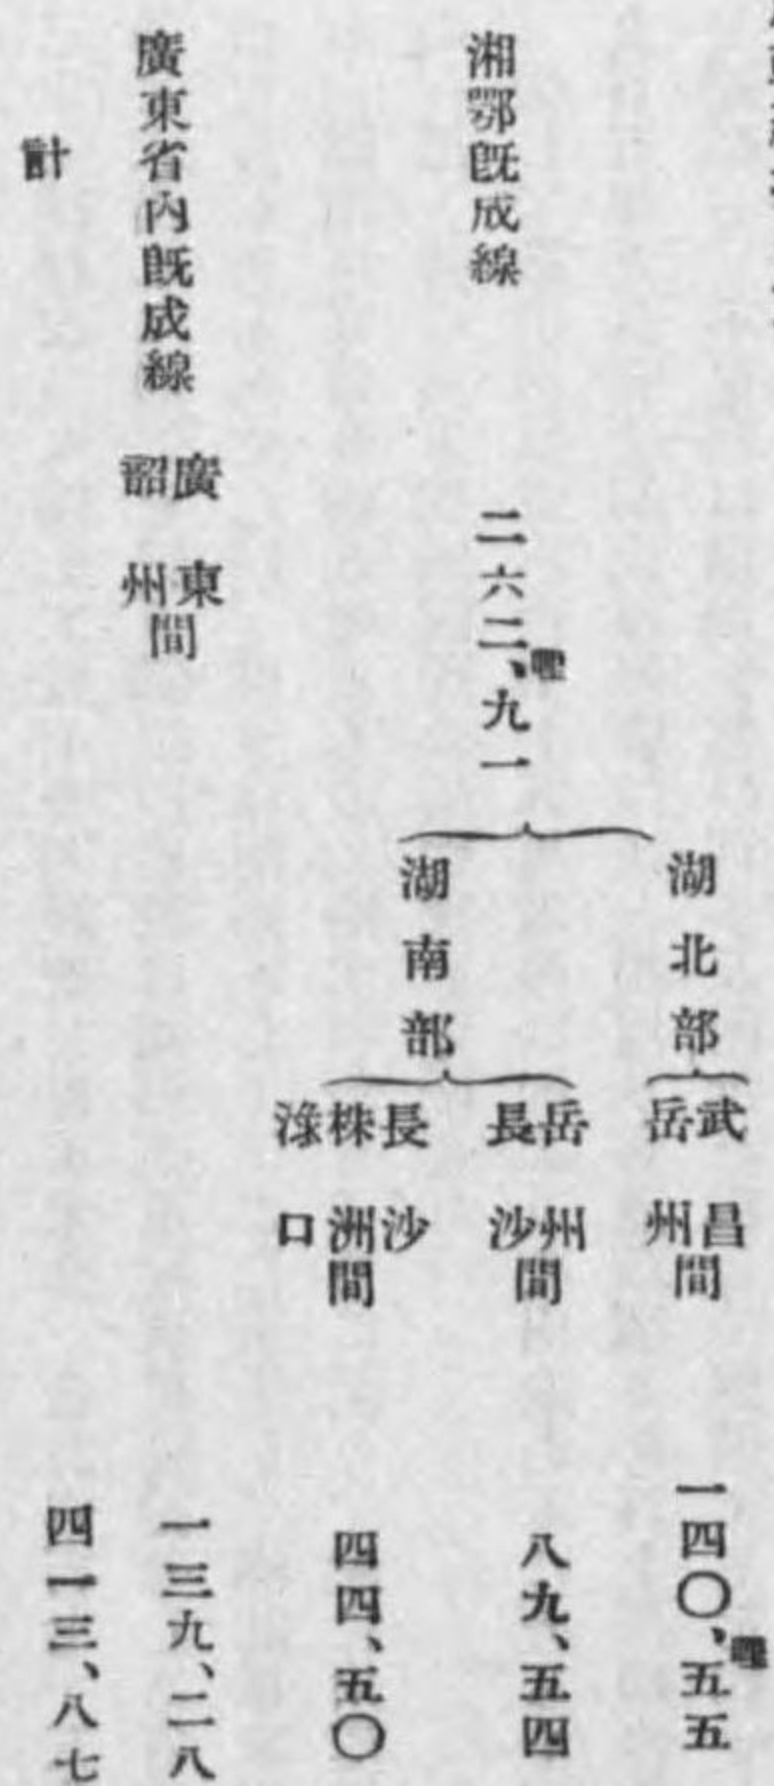 湘鄂既成線
二六二、哩九一
湖北部
武昌
岳州間
一四〇、哩五五
湖南部
岳州
長沙間
八九、五四
長沙
株洲間
淥口
四四、五〇
廣東省內既成線
廣東
韶州間
一三九、二八
計
四一三、八七